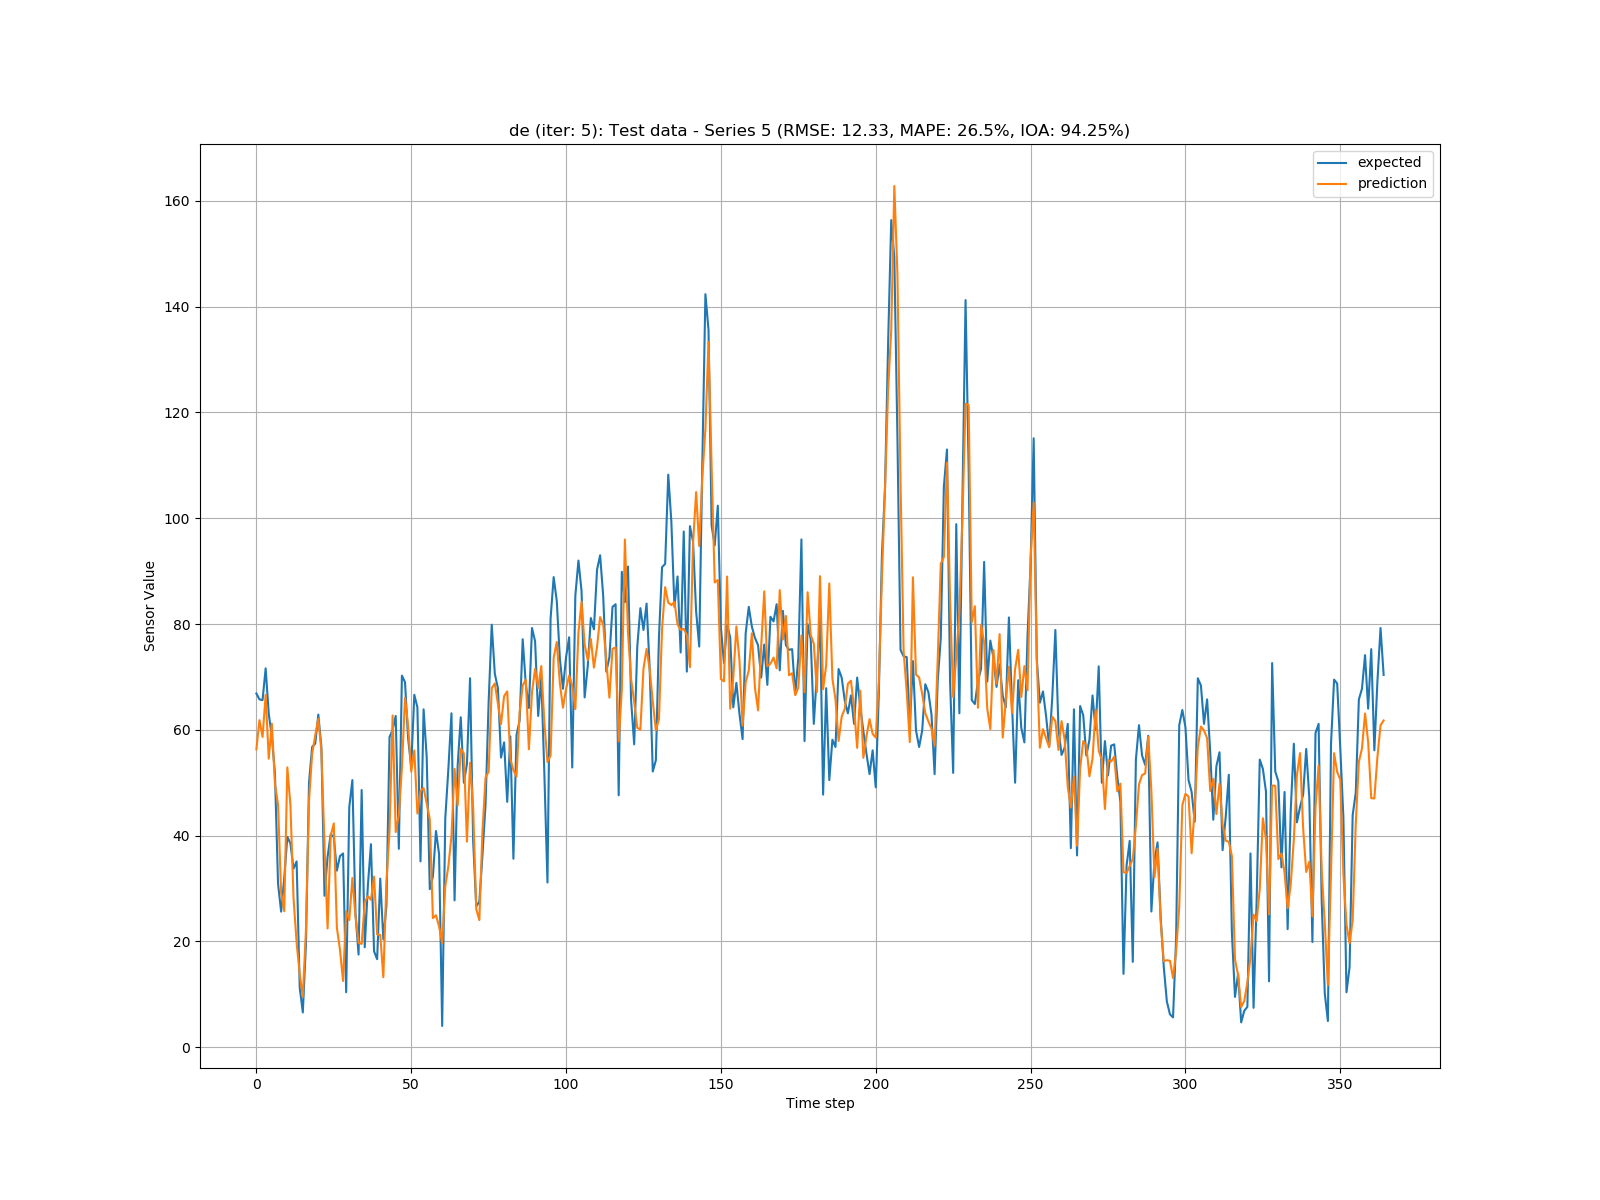 de (iter: 5): Test data - Series 5 (RMSE: 12.33, MAPE: 26.5%, IOA: 94.25%)
expected
prediction
160
140
120
100
80
60
40
20
0
Sensor Value
0 50 100 150 200 250 300 350
Time step